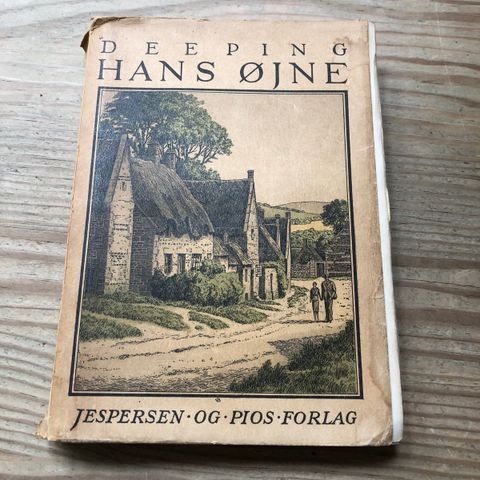 DEEPING
HANS ØJNE
JESPERSEN · OG · PIOS · FORLAG